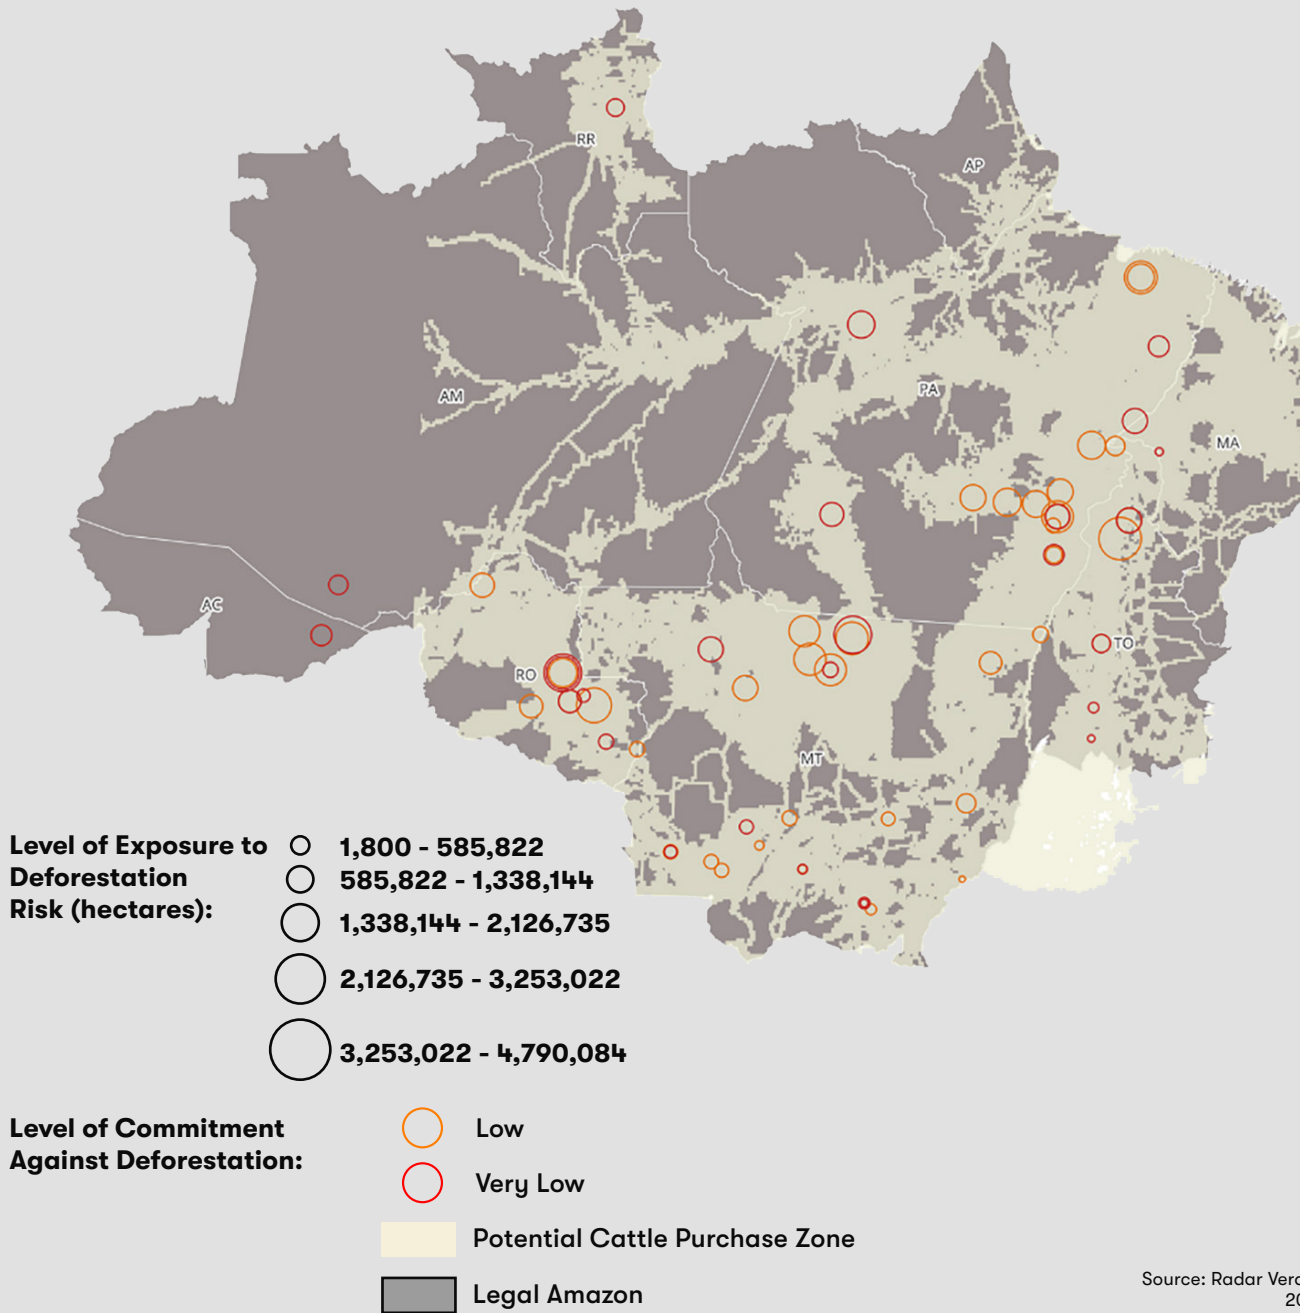 RR
AP
AM
PA
MA
AC
RO
TO
MT
Level of Exposure to
Deforestation
Risk (hectares):
1,800 - 585,822
585,822 - 1,338,144
1,338,144 - 2,126,735
2,126,735 - 3,253,022
3,253,022 - 4,790,084
Level of Commitment
Against Deforestation:
Low
Very Low
Potential Cattle Purchase Zone
Legal Amazon
Source: Radar
20